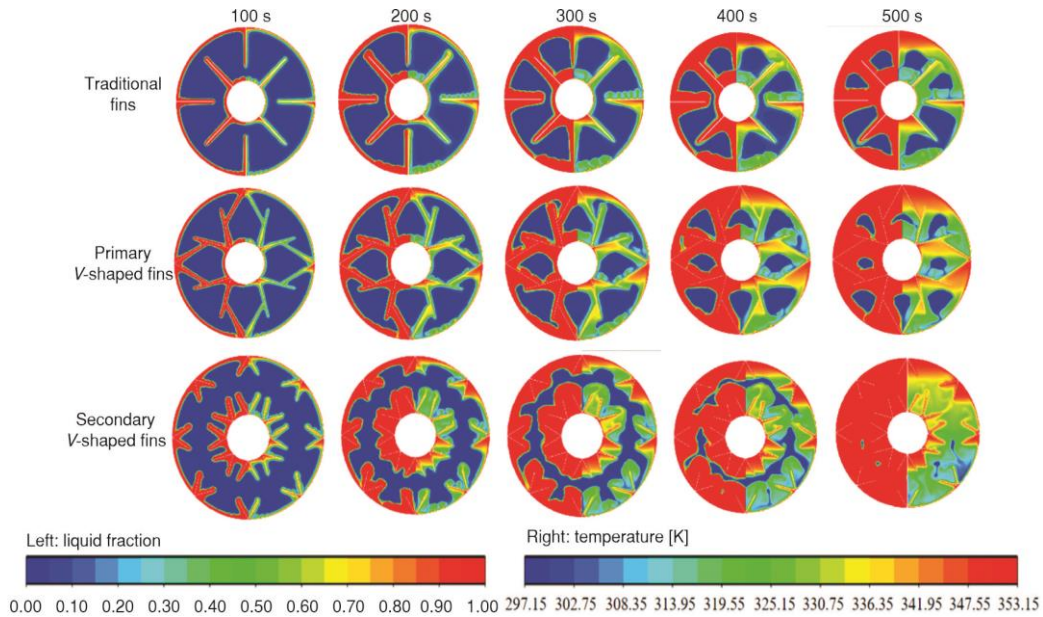 100 s 200 s 300 s 400 s 500 s
Traditional
fins
Primary
V-shaped fins
Secondary
V-shaped fins
Left: liquid fraction
0.00 0.10 0.20 0.30 0.40 0.50 0.60 0.70 0.80 0.90 1.00
Right: temperature [K]
297.15 302.75 308.35 313.95 319.55 325.15 330.75 336.35 341.95 347.55 353.15